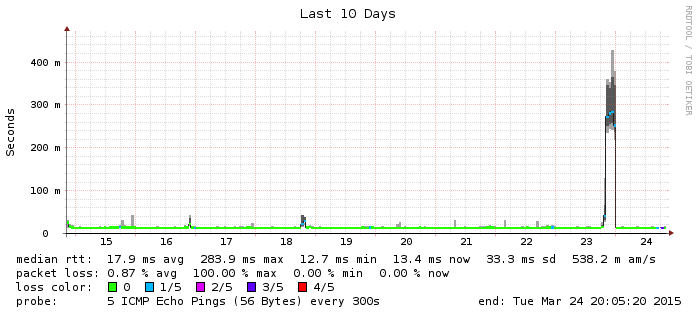 Last 10 Days
RRDTOOL / TOBI OETIKER
Seconds
400 m
300 m
200 m
100 m
0
15 16 17 18 19 20 21 22 23 24
median rtt: 17.9 ms avg 283.9 ms max 12.7 ms min 13.4 ms now 33.3 ms sd 538.2 m am/s
packet loss: 0.87 % avg 100.00 % max 0.00 % min 0.00 % now
loss color: 0 1/5 2/5 3/5 4/5
probe: 5 ICMP Echo Pings (56 Bytes) every 300s end: Tue Mar 24 20:05:20 2015